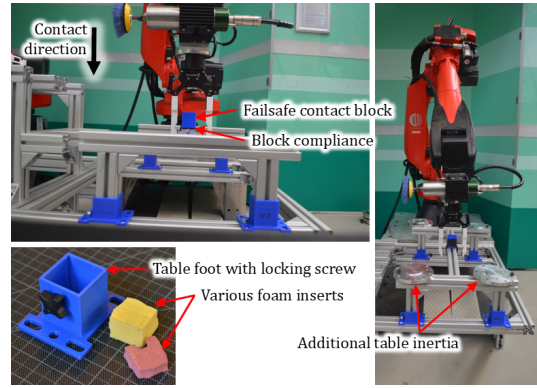 Contact
direction
Failsafe contact block
Block compliance
Table foot with locking screw
Various foam inserts
Additional table inertia